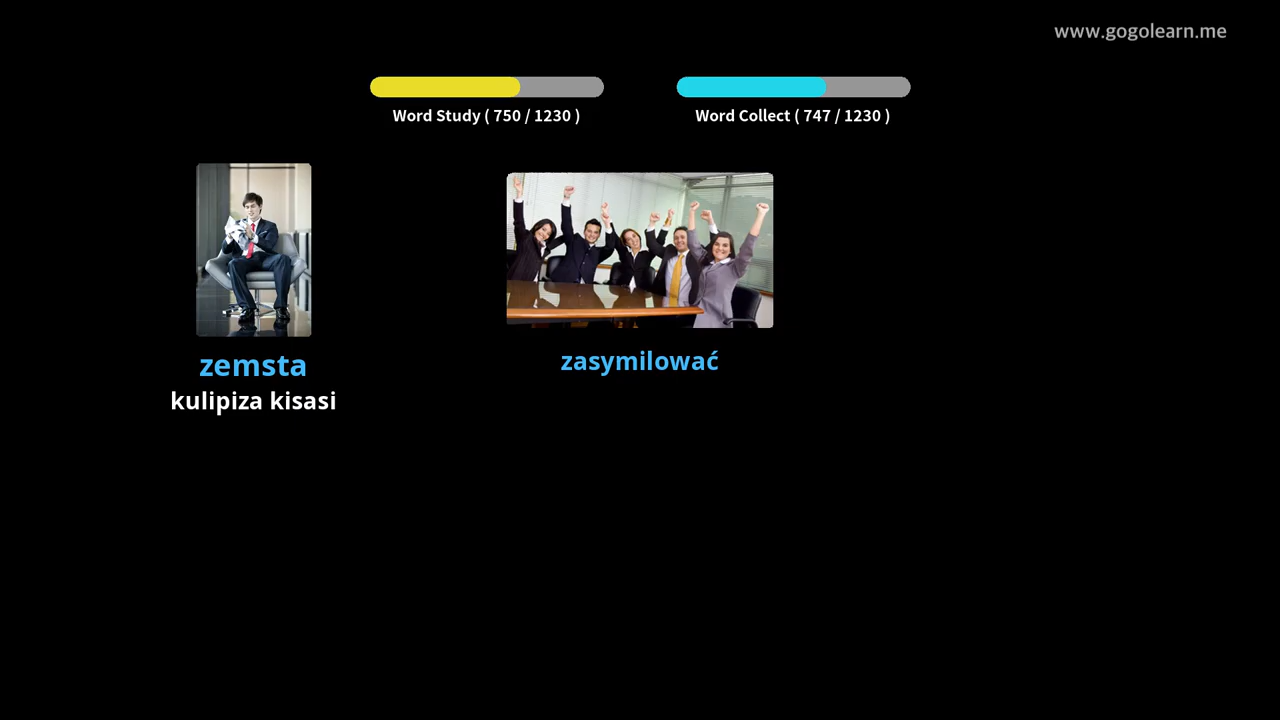 www.gogolearn.me
Word Study ( 750 / 1230 )
Word Collect ( 747 / 1230 )
zemsta
kulipiza kisasi
zasymilować